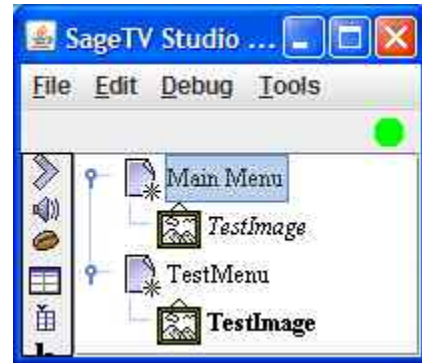 SageTV Studio ...
File Edit Debug Tools
Main Menu
TestImage
TestMenu
TestImage